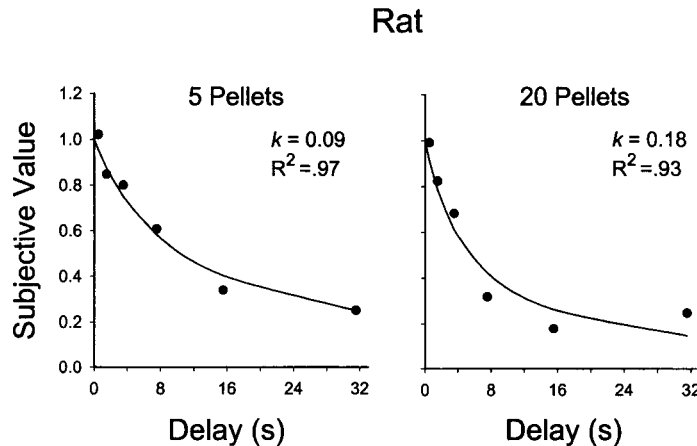 Rat
5 Pellets
k = 0.09
R² =.97
20 Pellets
k = 0.18
R² =.93
Subjective Value
1.2
1.0
0.8
0.6
0.4
0.2
0.0
0 8 16 24 32
0 8 16 24 32
Delay (s)
Delay (s)